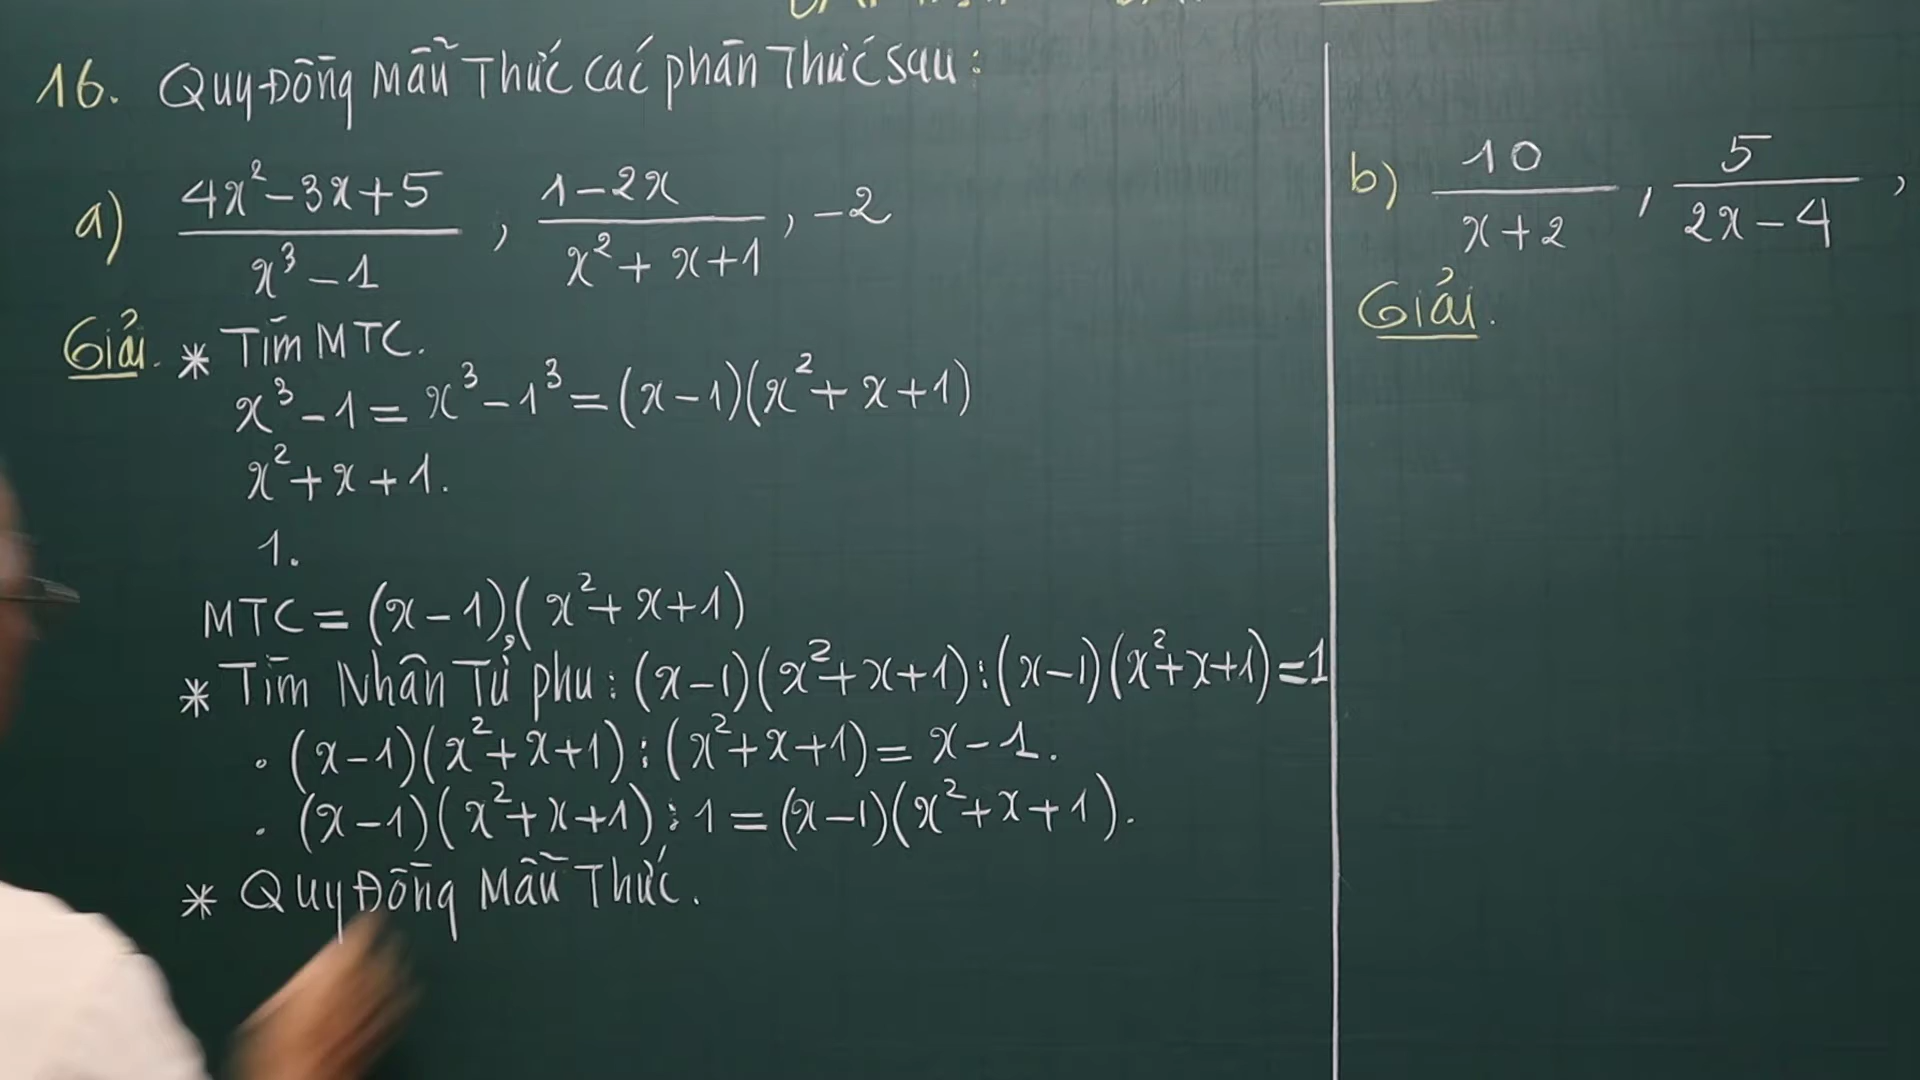 16. Quy Đồng Mẫu Thức các phân Thức sau:
a) (4x²-3x+5)/(x³-1), (1-2x)/(x²+x+1), -2
Giải. * Tìm MTC.
x³-1 = x³-1³ = (x-1)(x²+x+1)
x²+x+1.
1.
MTC = (x-1)(x²+x+1)
* Tìm Nhân Tử phụ: (x-1)(x²+x+1):(x-1)(x²+x+1)=1
. (x-1)(x²+x+1):(x²+x+1)= x-1.
. (x-1)(x²+x+1):1=(x-1)(x²+x+1).
* Quy Đồng Mẫu Thức.
b) 10/(x+2), 5/(2x-4),
Giải.